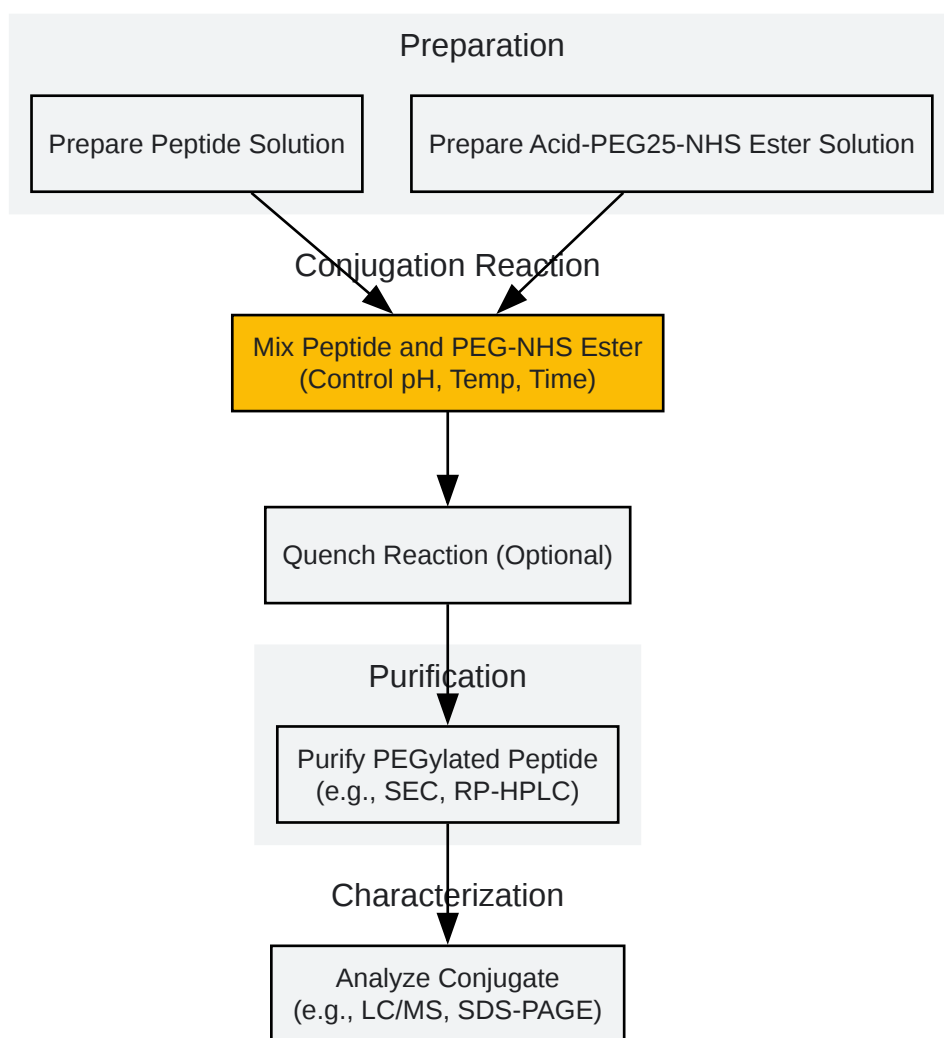 Preparation
Prepare Peptide Solution
Prepare Acid-PEG25-NHS Ester Solution
Conjugation Reaction
Mix Peptide and PEG-NHS Ester
(Control pH, Temp, Time)
Quench Reaction (Optional)
Purification
Purify PEGylated Peptide
(e.g., SEC, RP-HPLC)
Characterization
Analyze Conjugate
(e.g., LC/MS, SDS-PAGE)